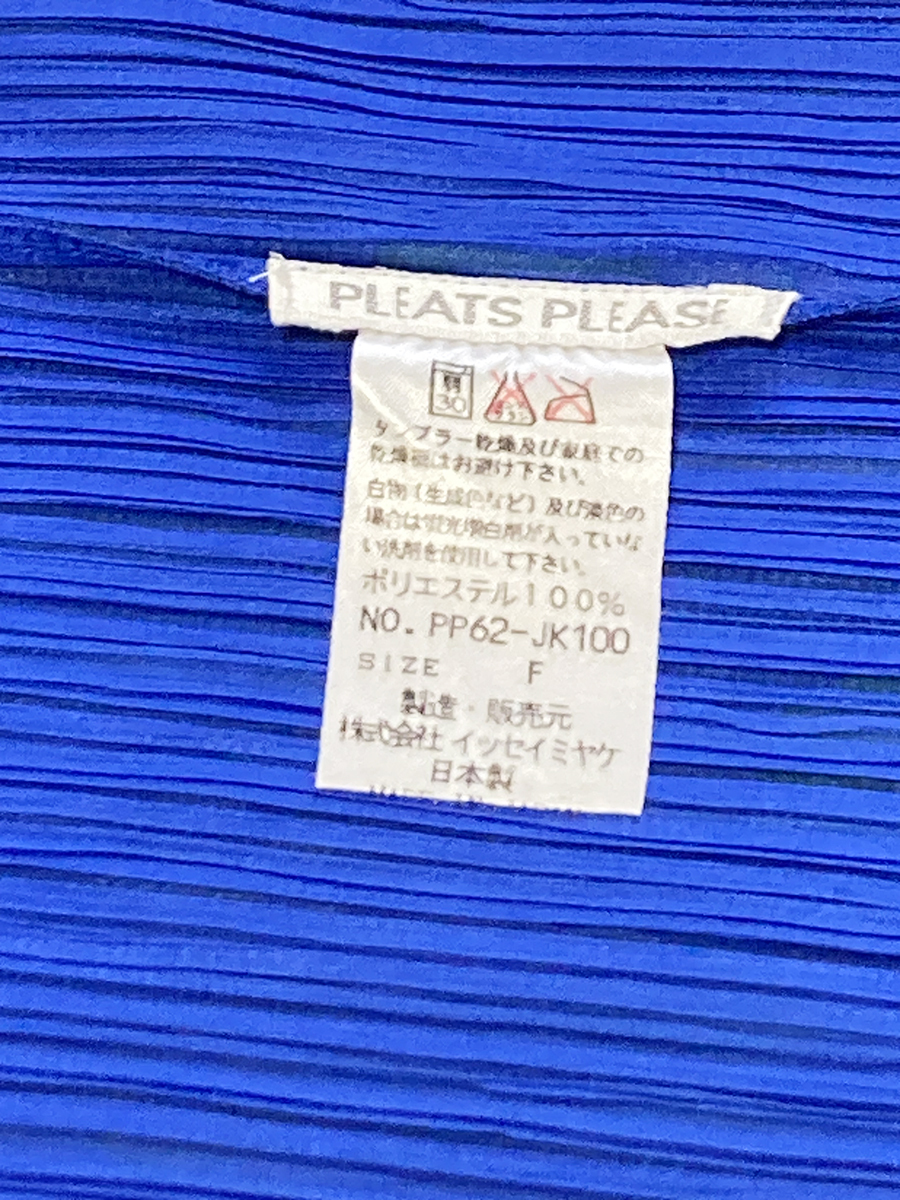 PLEATS PLEASE
30
タンブラー乾燥及び家庭での
乾燥機はお避け下さい。
白物(生成色など)及び淡色の
場合は蛍光増白剤が入っていな
い洗剤を使用して下さい。
ポリエステル100%
NO. PP62-JK100
SIZE F
製造・販売元
株式会社 イッセイミヤケ
日本製